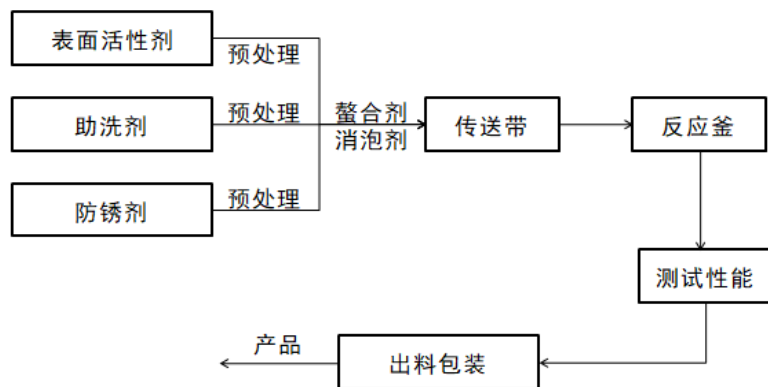 表面活性剂
预处理
助洗剂
预处理
防锈剂
预处理
螯合剂
消泡剂
传送带
反应釜
测试性能
出料包装
产品